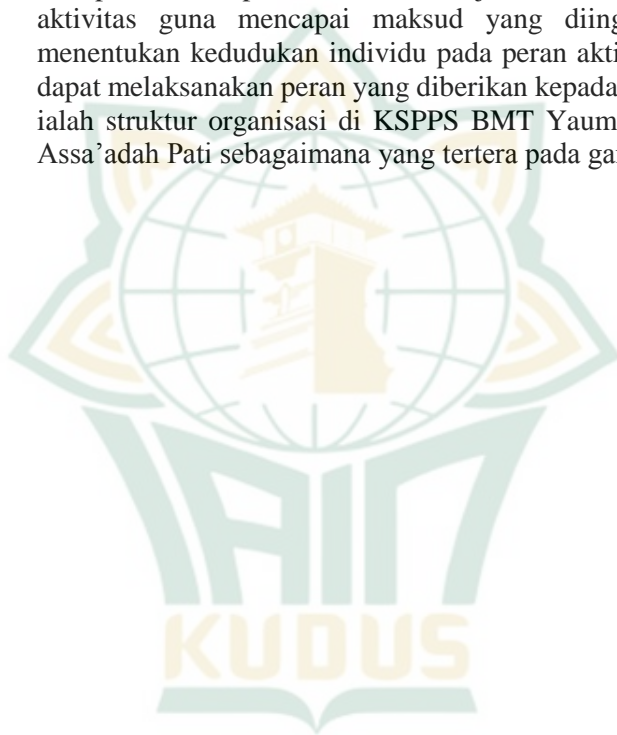 aktivitas guna mencapai maksud yang diing
menentukan kedudukan individu pada peran akti
dapat melaksanakan peran yang diberikan kepada
ialah struktur organisasi di KSPPS BMT Yaum
Assa'adah Pati sebagaimana yang tertera pada ga
IAIN
KUDUS